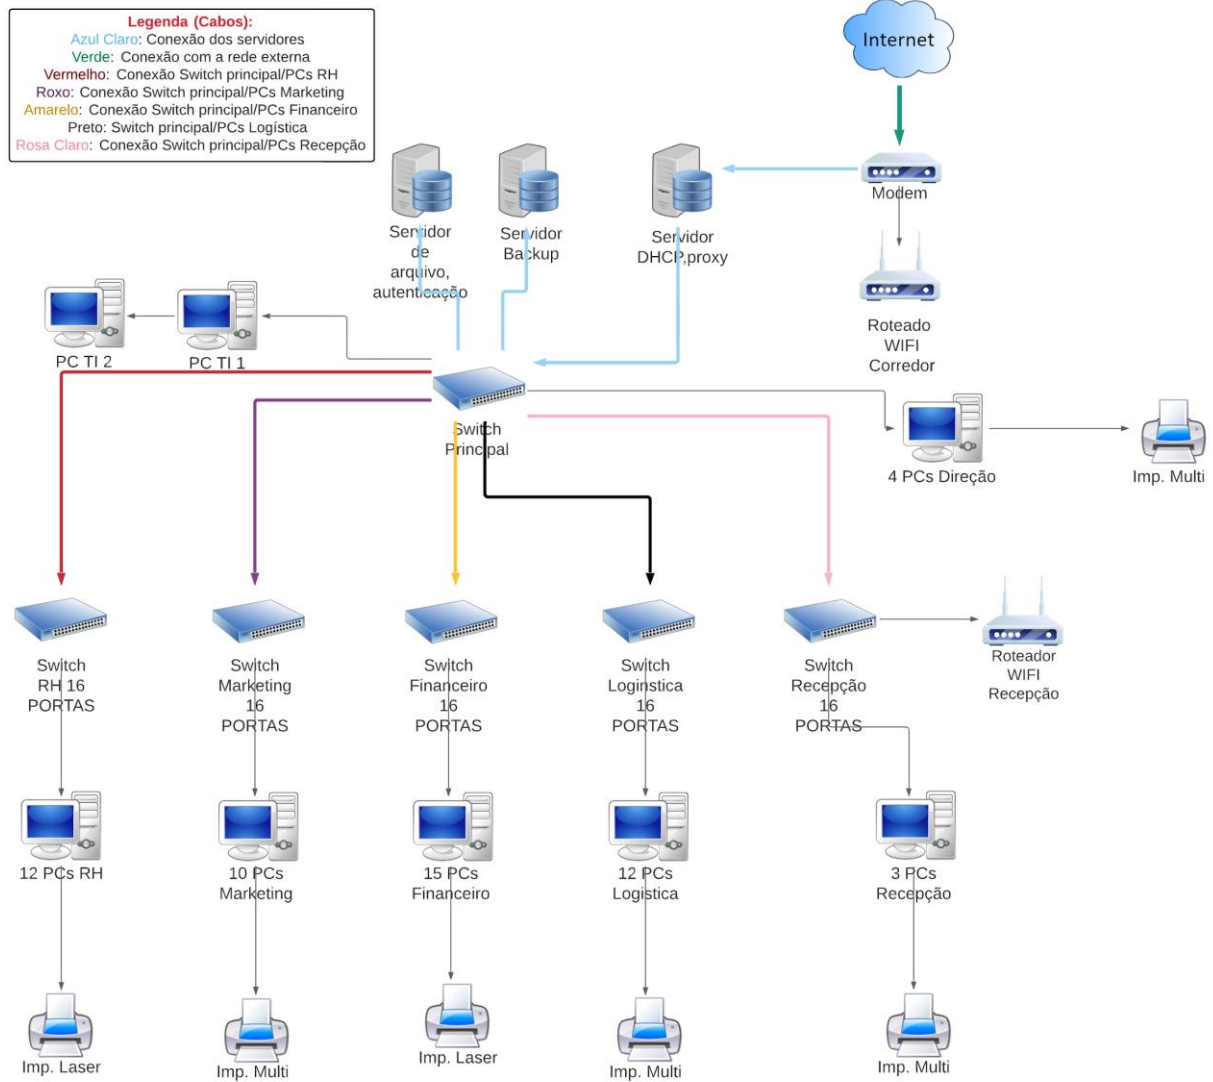 Legenda (Cabos):
Azul Claro: Conexão dos servidores
Verde: Conexão com a rede externa
Vermelho: Conexão Switch principal/PCs RH
Roxo: Conexão Switch principal/PCs Marketing
Amarelo: Conexão Switch principal/PCs Financeiro
Preto: Switch principal/PCs Logística
Rosa Claro: Conexão Switch principal/PCs Recepção
Internet
Modem
Servidor
de
arquivo,
autenticação
Servidor
Backup
Servidor
DHCP,proxy
Roteado
WIFI
Corredor
PC TI 2
PC TI 1
Switch
Principal
4 PCs Direção
Imp. Multi
Switch
RH 16
PORTAS
Switch
Marketing
16
PORTAS
Switch
Financeiro
16
PORTAS
Switch
Loginstica
16
PORTAS
Switch
Recepção
16
PORTAS
Roteador
WIFI
Recepção
12 PCs RH
10 PCs
Marketing
15 PCs
Financeiro
12 PCs
Logistica
3 PCs
Recepção
Imp. Laser
Imp. Multi
Imp. Laser
Imp. Multi
Imp. Multi